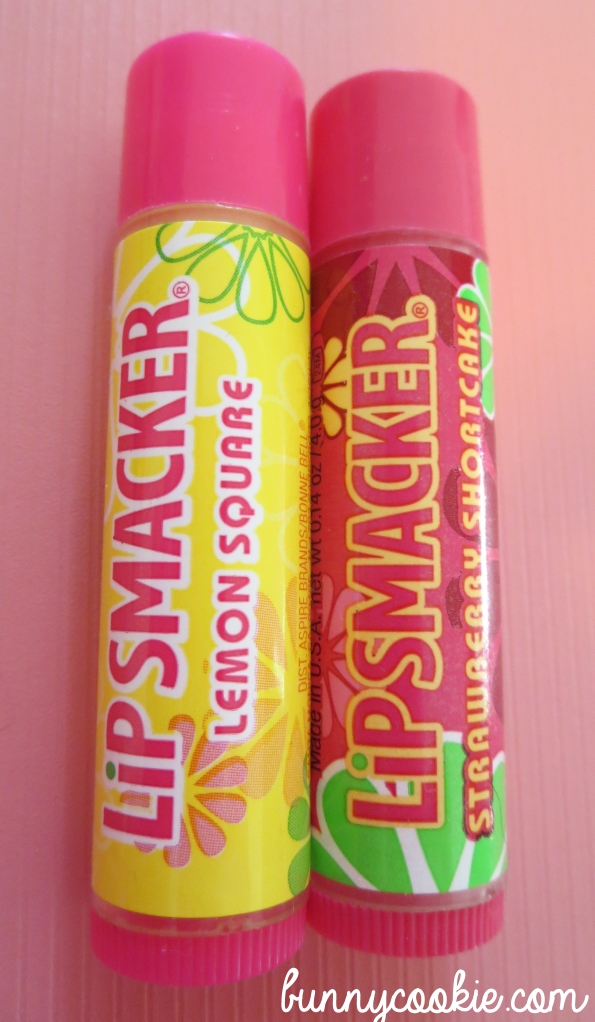 LiPSMACKER®
LEMON SQUARE
DIST. ASPIRE BRANDS/BONNE BELL®
Made in U.S.A. net wt 0.14 oz / 4.0 g
LiPSMACKER®
STRAWBERRY SHORTCAKE
bunnycookie.com